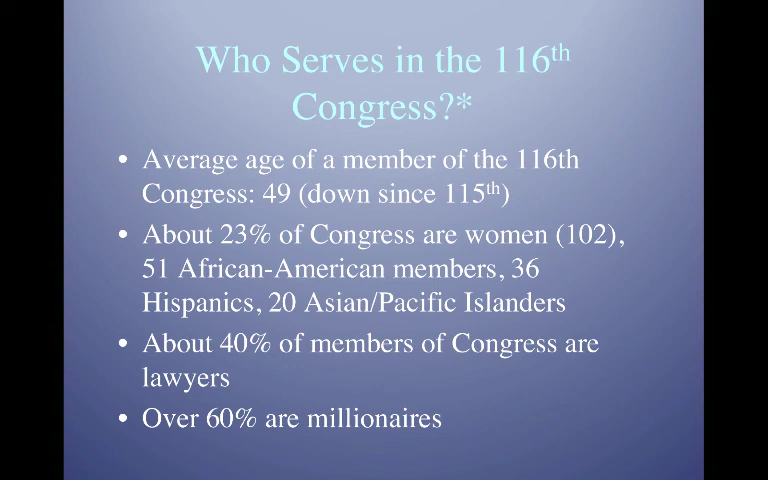 Who Serves in the 116th
Congress?*
• Average age of a member of the 116th
Congress: 49 (down since 115th)
• About 23% of Congress are women (102),
51 African-American members, 36
Hispanics, 20 Asian/Pacific Islanders
• About 40% of members of Congress are
lawyers
• Over 60% are millionaires